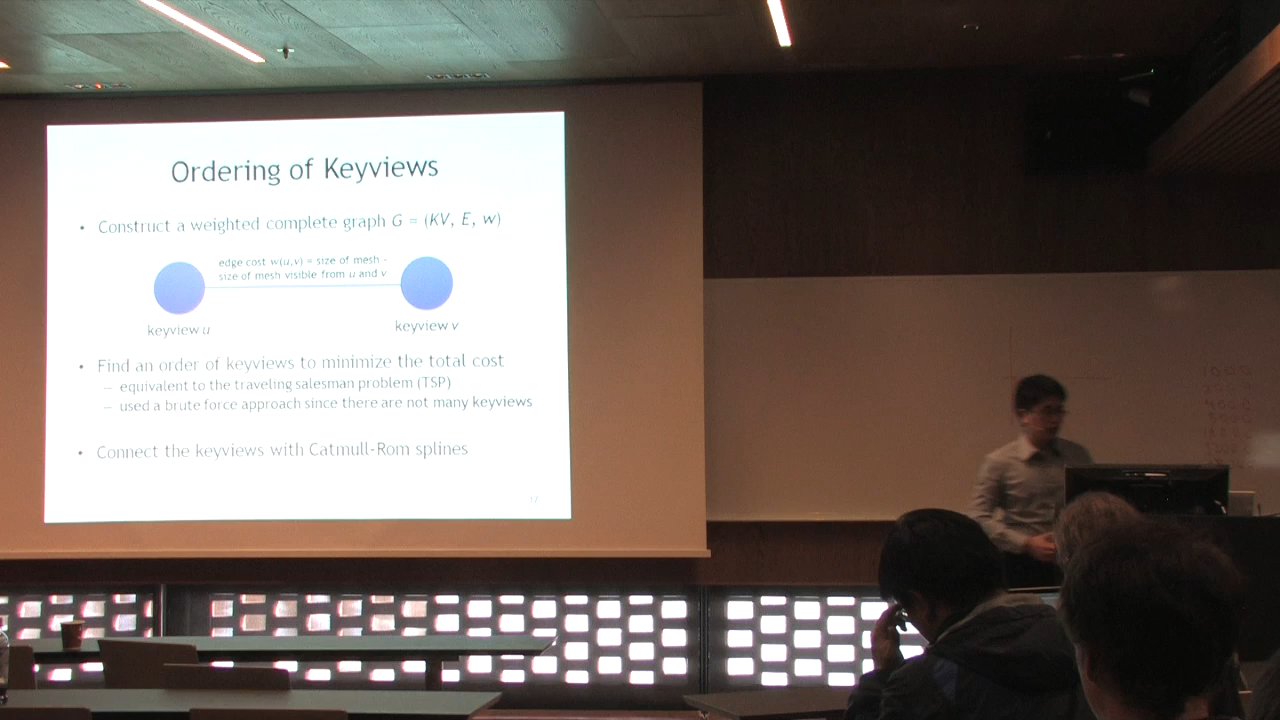 Ordering of Keyviews
• Construct a weighted complete graph G = (KV, E, w)
edge cost w(u,v) = size of mesh -
size of mesh visible from u and v
keyview u
keyview v
• Find an order of keyviews to minimize the total cost
– equivalent to the traveling salesman problem (TSP)
– used a brute force approach since there are not many keyviews
• Connect the keyviews with Catmull-Rom splines
17